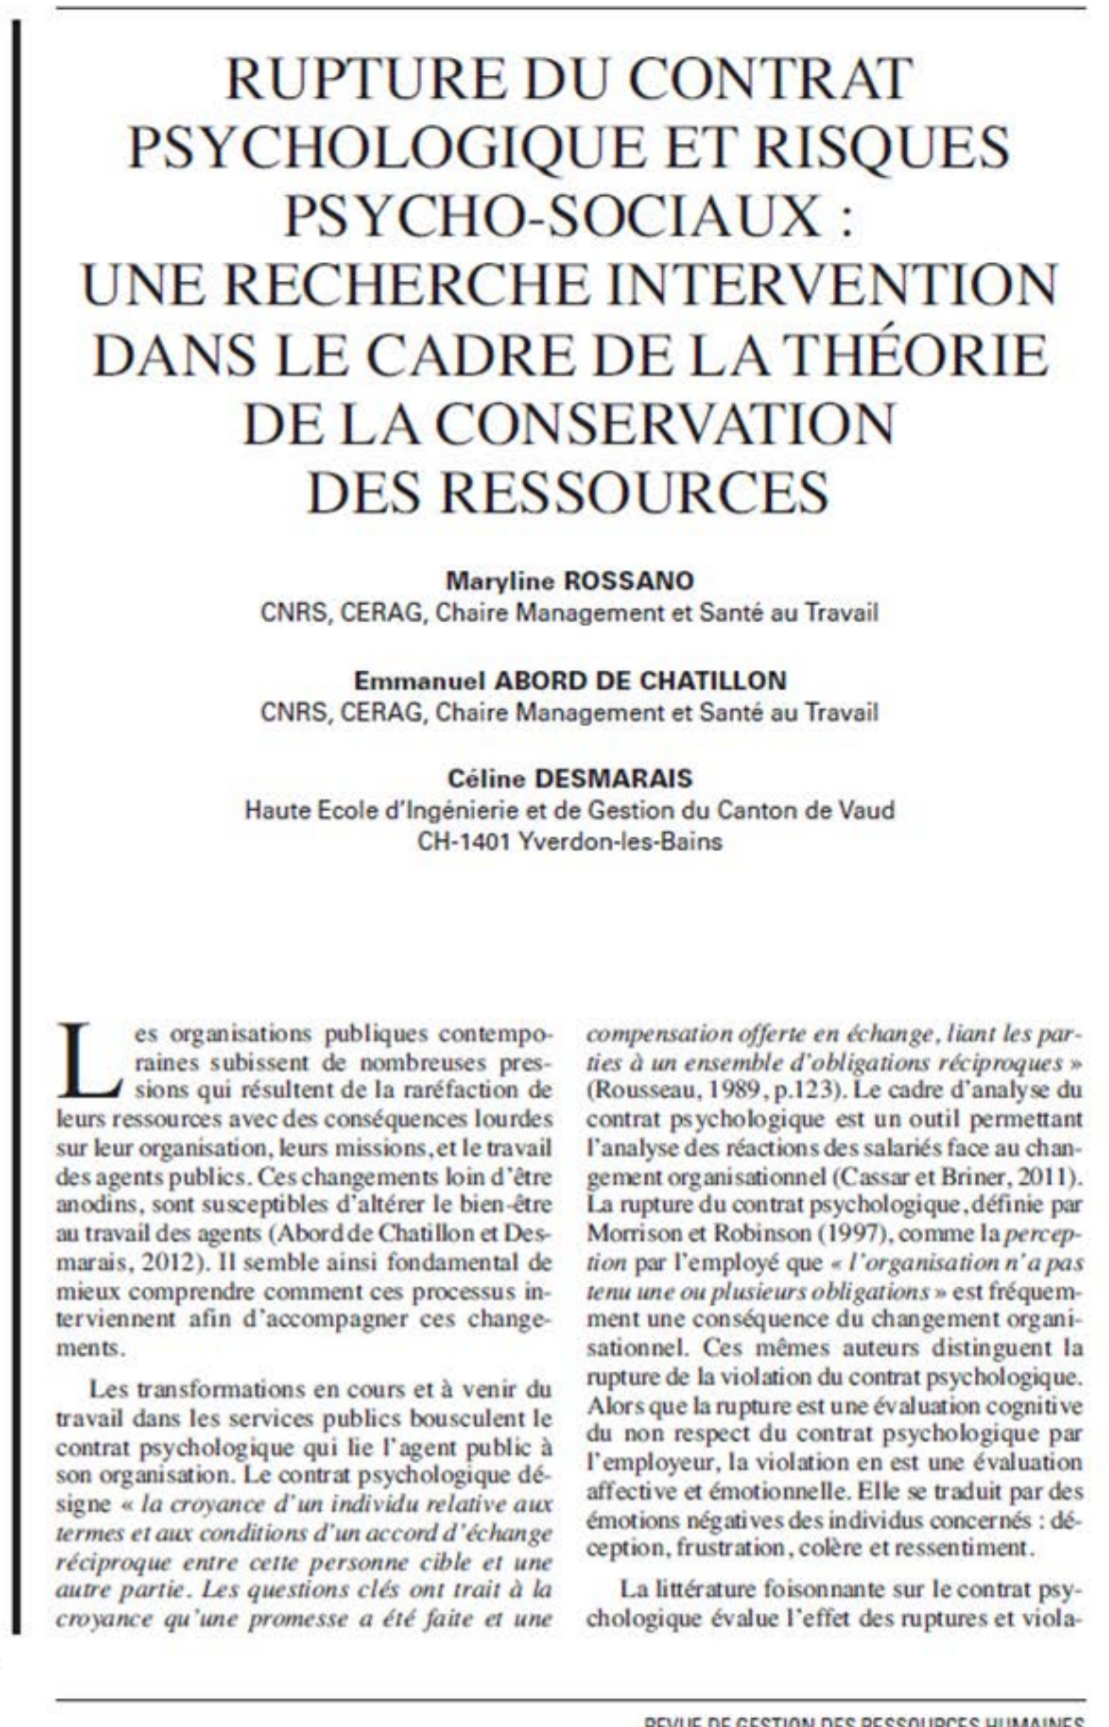 RUPTURE DU CONTRAT
PSYCHOLOGIQUE ET RISQUES
PSYCHO-SOCIAUX :
UNE RECHERCHE INTERVENTION
DANS LE CADRE DE LA THÉORIE
DE LA CONSERVATION
DES RESSOURCES
Maryline ROSSANO
CNRS, CERAG, Chaire Management et Santé au Travail
Emmanuel ABORD DE CHATILLON
CNRS, CERAG, Chaire Management et Santé au Travail
Céline DESMARAIS
Haute Ecole d'Ingénierie et de Gestion du Canton de Vaud
CH-1401 Yverdon-les-Bains
Les organisations publiques contempo-
raines subissent de nombreuses pres-
sions qui résultent de la raréfaction de
leurs ressources avec des conséquences lourdes
sur leur organisation, leurs missions, et le travail
des agents publics. Ces changements loin d'être
anodins, sont susceptibles d'altérer le bien-être
au travail des agents (Abord de Chatillon et Des-
marais, 2012). Il semble ainsi fondamental de
mieux comprendre comment ces processus in-
terviennent afin d'accompagner ces change-
ments.
Les transformations en cours et à venir du
travail dans les services publics bousculent le
contrat psychologique qui lie l'agent public à
son organisation. Le contrat psychologique dé-
signe « la croyance d'un individu relative aux
termes et aux conditions d'un accord d'échange
réciproque entre cette personne cible et une
autre partie. Les questions clés ont trait à la
croyance qu'une promesse a été faite et une
compensation offerte en échange, liant les par-
ties à un ensemble d'obligations réciproques »
(Rousseau, 1989, p.123). Le cadre d'analyse du
contrat psychologique est un outil permettant
l'analyse des réactions des salariés face au chan-
gement organisationnel (Cassar et Briner, 2011).
La rupture du contrat psychologique, définie par
Morrison et Robinson (1997), comme la percep-
tion par l'employé que « l'organisation n'a pas
tenu une ou plusieurs obligations » est fréquem-
ment une conséquence du changement organi-
sationnel. Ces mêmes auteurs distinguent la
rupture de la violation du contrat psychologique.
Alors que la rupture est une évaluation cognitive
du non respect du contrat psychologique par
l'employeur, la violation en est une évaluation
affective et émotionnelle. Elle se traduit par des
émotions négatives des individus concernés : dé-
ception, frustration, colère et ressentiment.
La littérature foisonnante sur le contrat psy-
chologique évalue l'effet des ruptures et viola-
REVUE DE GESTION DES RESSOURCES HUMAINES